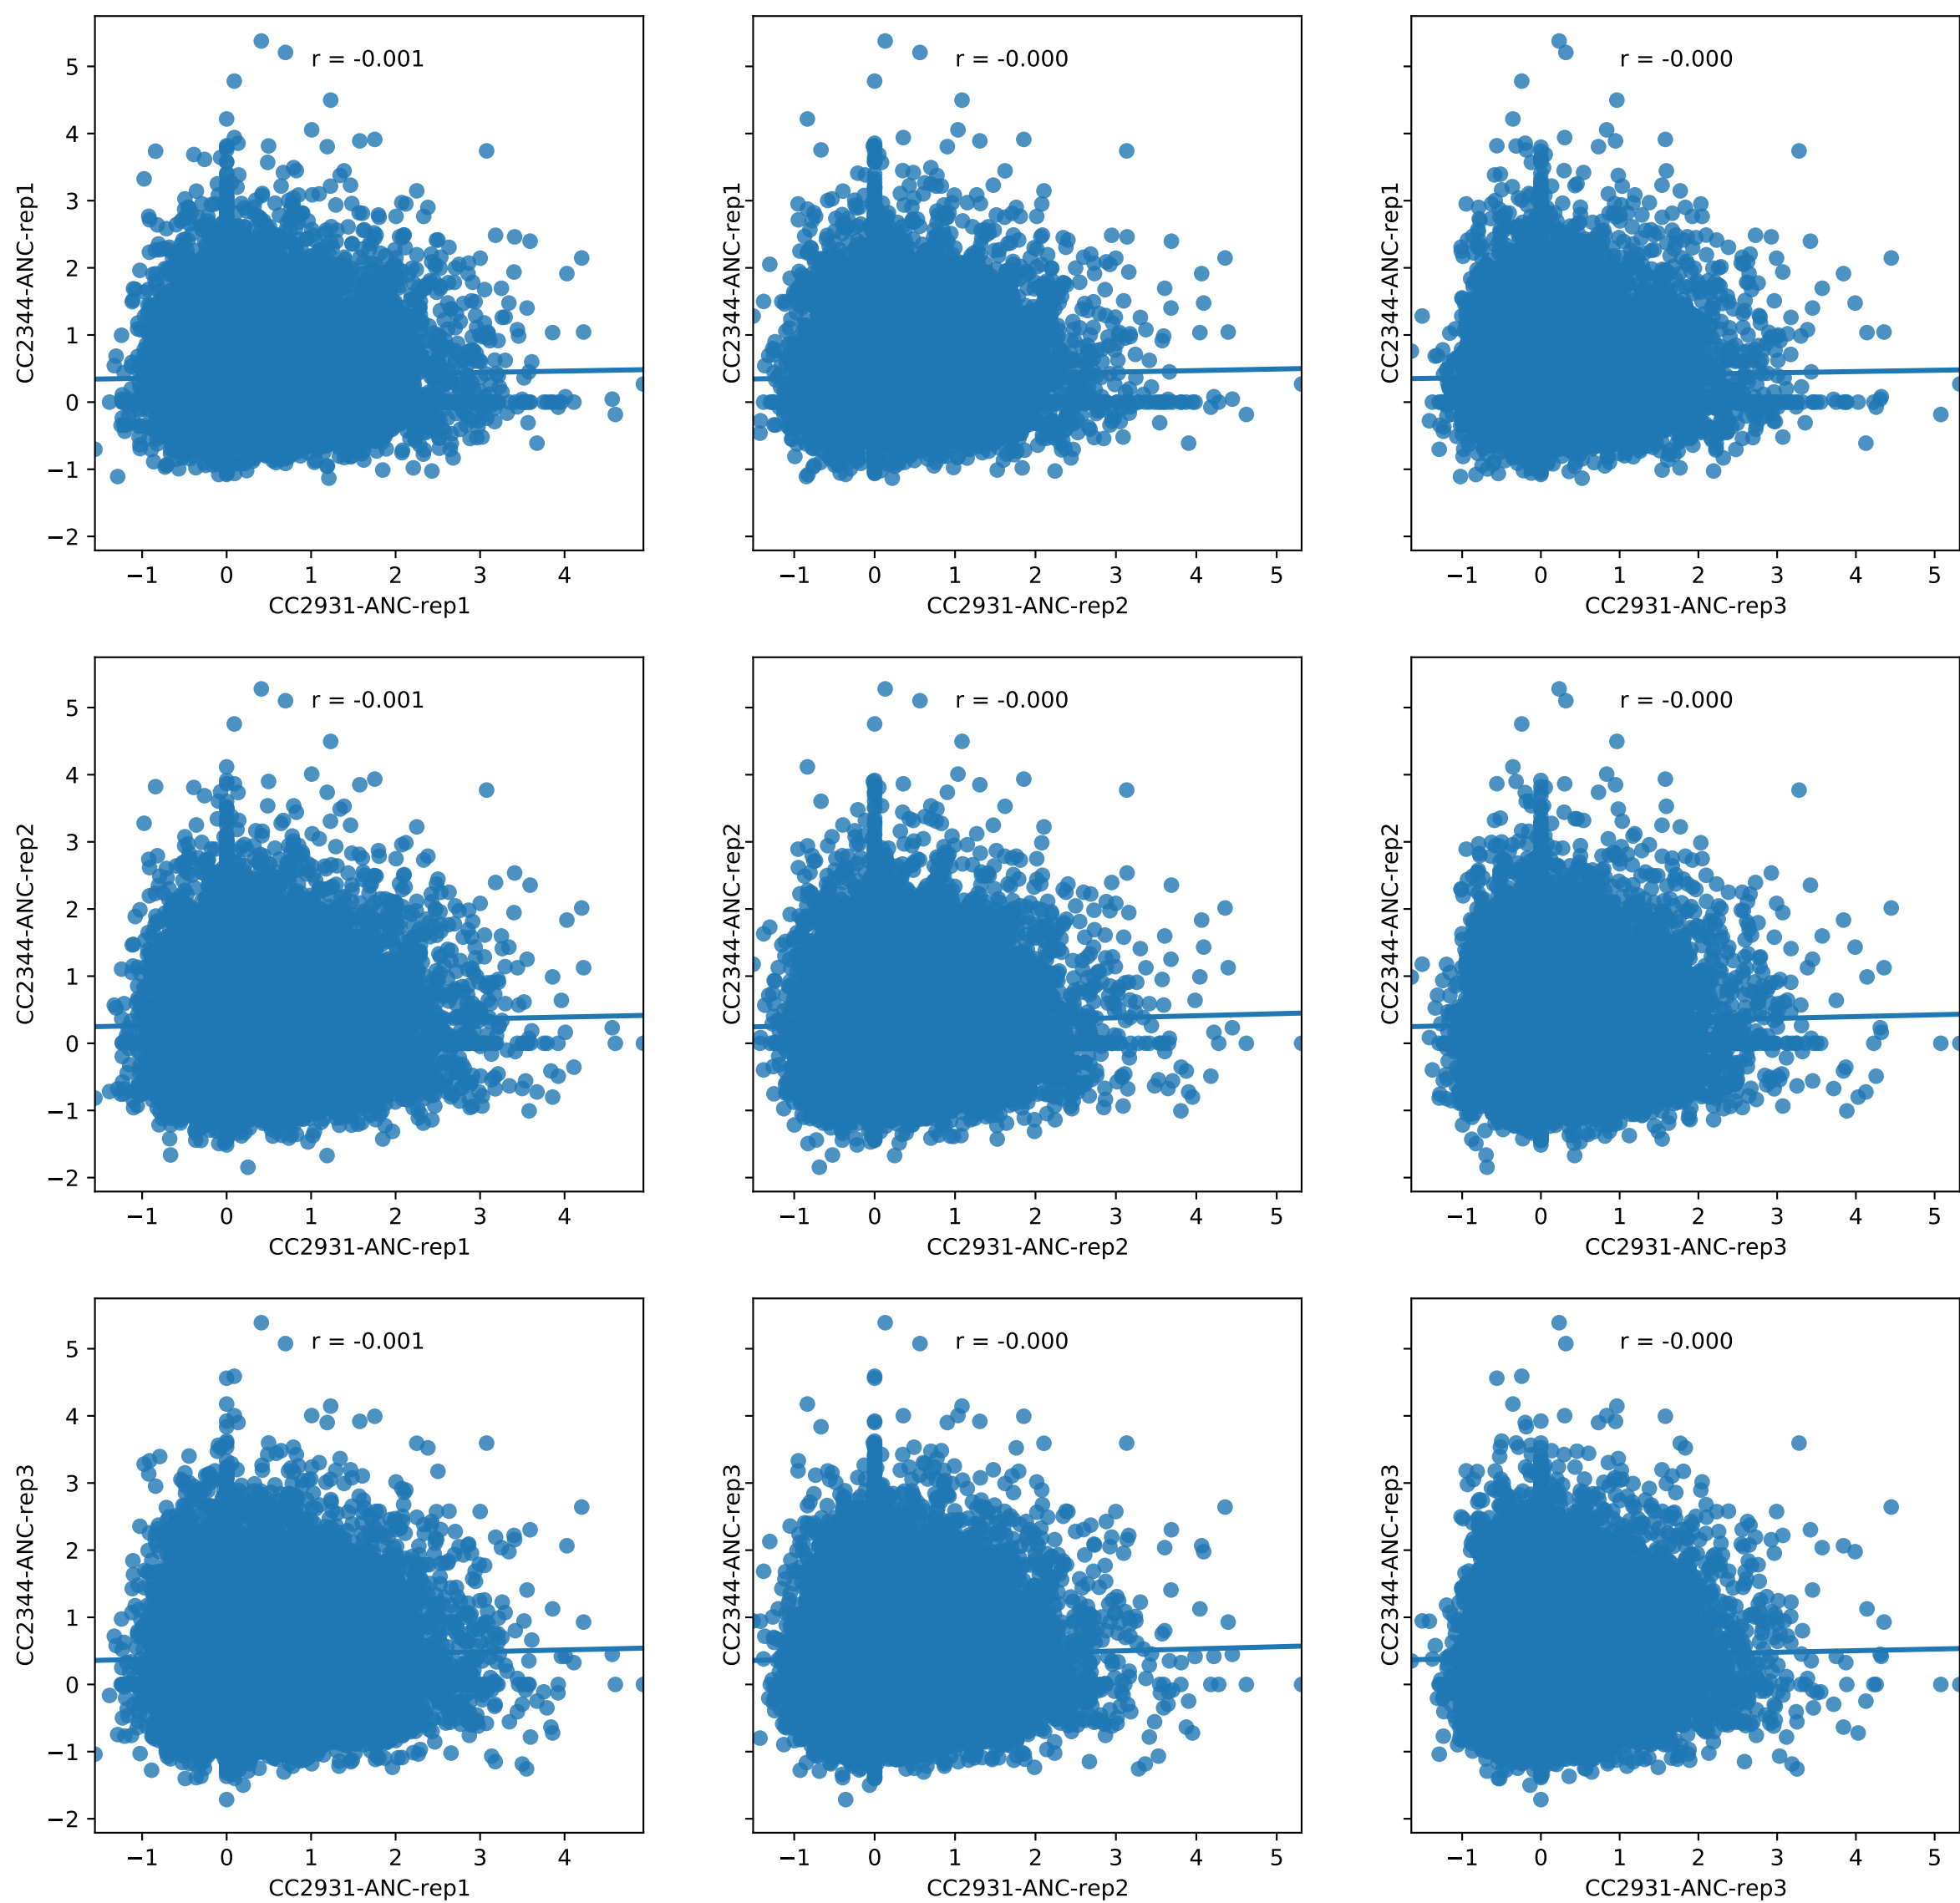 r = -0.001
r = -0.000
r = -0.000
5
4
3
2
1
0
−1
−2
CC2344-ANC-rep1
CC2344-ANC-rep1
CC2344-ANC-rep1
−1 0 1 2 3 4
−1 0 1 2 3 4 5
−1 0 1 2 3 4 5
CC2931-ANC-rep1
CC2931-ANC-rep2
CC2931-ANC-rep3
r = -0.001
r = -0.000
r = -0.000
5
4
3
2
1
0
−1
−2
CC2344-ANC-rep2
CC2344-ANC-rep2
CC2344-ANC-rep2
−1 0 1 2 3 4
−1 0 1 2 3 4 5
−1 0 1 2 3 4 5
CC2931-ANC-rep1
CC2931-ANC-rep2
CC2931-ANC-rep3
r = -0.001
r = -0.000
r = -0.000
5
4
3
2
1
0
−1
−2
CC2344-ANC-rep3
CC2344-ANC-rep3
CC2344-ANC-rep3
−1 0 1 2 3 4
−1 0 1 2 3 4 5
−1 0 1 2 3 4 5
CC2931-ANC-rep1
CC2931-ANC-rep2
CC2931-ANC-rep3